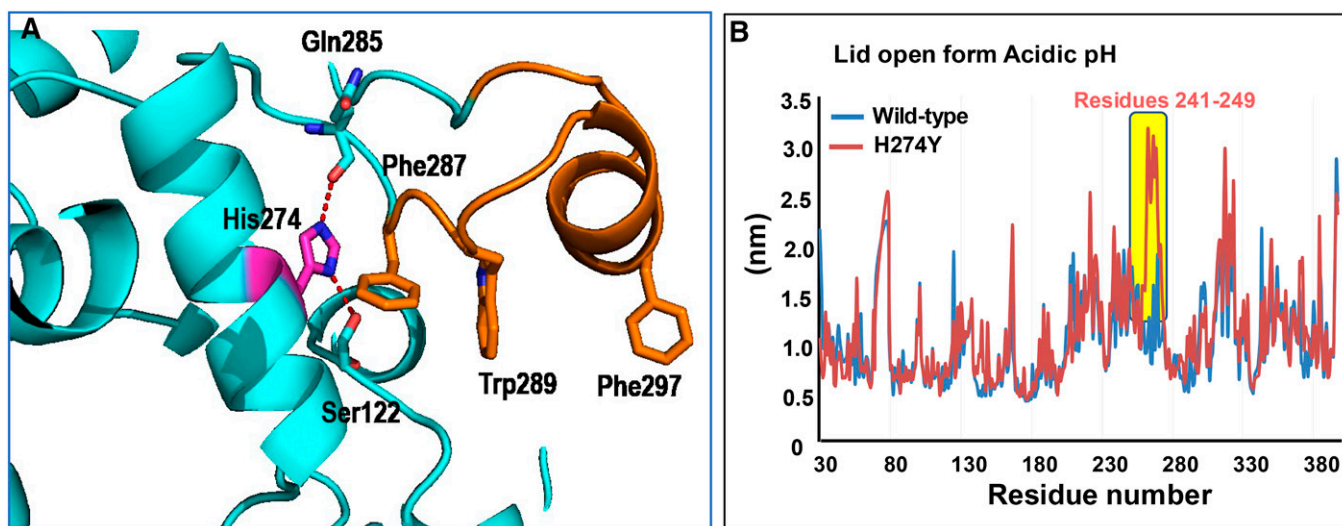 A
Gln285
Phe287
His274
Ser122
Trp289
Phe297
B
Lid open form Acidic pH
Residues 241-249
Wild-type
H274Y
(nm)
3.5
3.0
2.5
2.0
1.5
1.0
0.5
0
30 80 130 180 230 280 330 380
Residue number